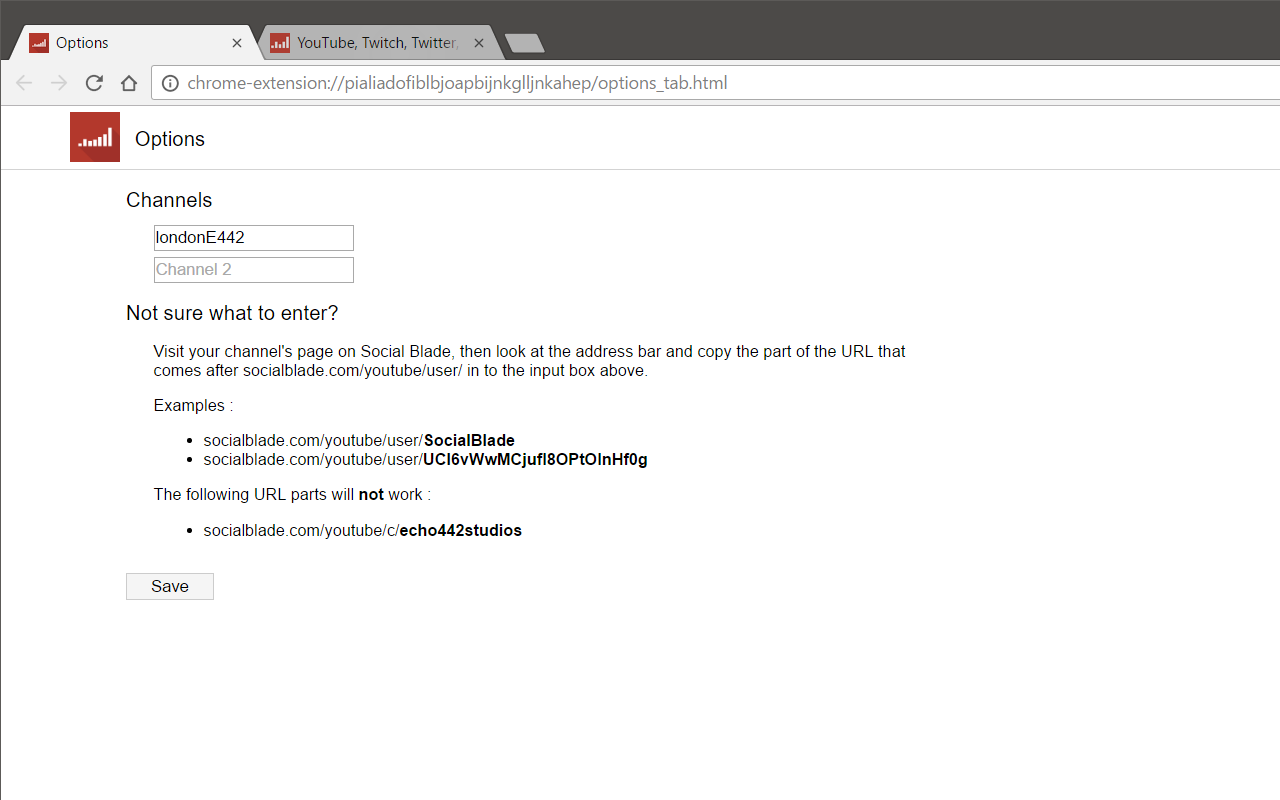 Options
YouTube, Twitch, Twitter,
chrome-extension://pialiadofiblbjoapbijnkglljnkahep/options_tab.html
Options
Channels
londonE442
Channel 2
Not sure what to enter?
Visit your channel's page on Social Blade, then look at the address bar and copy the part of the URL that
comes after socialblade.com/youtube/user/ in to the input box above.
Examples :
socialblade.com/youtube/user/SocialBlade
socialblade.com/youtube/user/UCl6vWwMCjufl8OPtOlnHf0g
The following URL parts will not work :
socialblade.com/youtube/c/echo442studios
Save